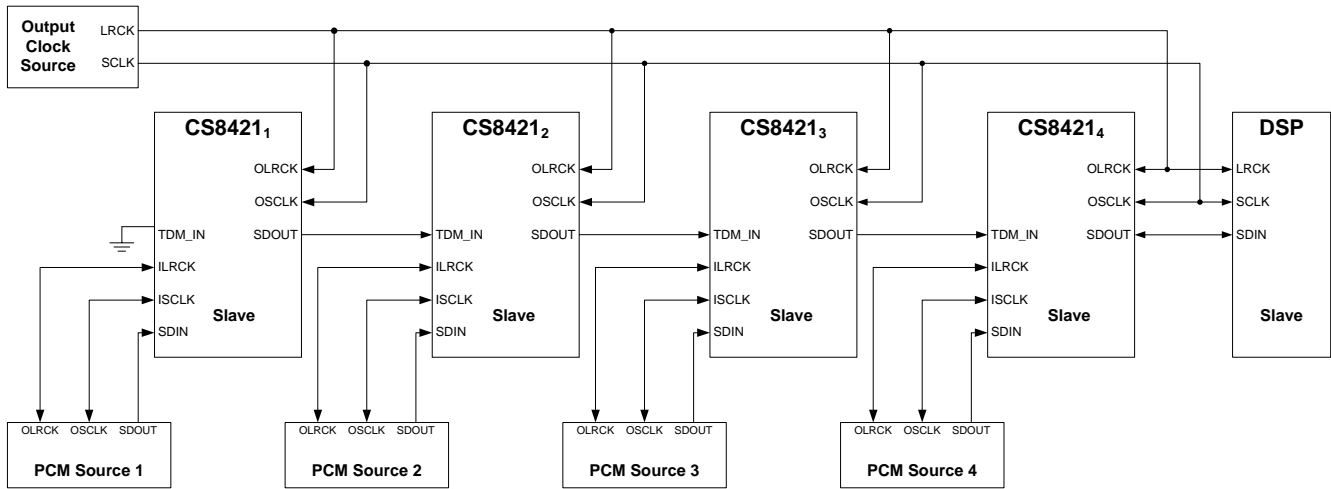 Output
Clock
Source
LRCK
SCLK
CS8421₁
OLRCK
OSCLK
TDM_IN
SDOUT
ILRCK
ISCLK
Slave
SDIN
CS8421₂
OLRCK
OSCLK
TDM_IN
SDOUT
ILRCK
ISCLK
Slave
SDIN
CS8421₃
OLRCK
OSCLK
TDM_IN
SDOUT
ILRCK
ISCLK
Slave
SDIN
CS8421₄
OLRCK
OSCLK
TDM_IN
SDOUT
ILRCK
ISCLK
Slave
SDIN
DSP
LRCK
SCLK
SDIN
Slave
OLRCK OSCLK SDOUT
PCM Source 1
OLRCK OSCLK SDOUT
PCM Source 2
OLRCK OSCLK SDOUT
PCM Source 3
OLRCK OSCLK SDOUT
PCM Source 4